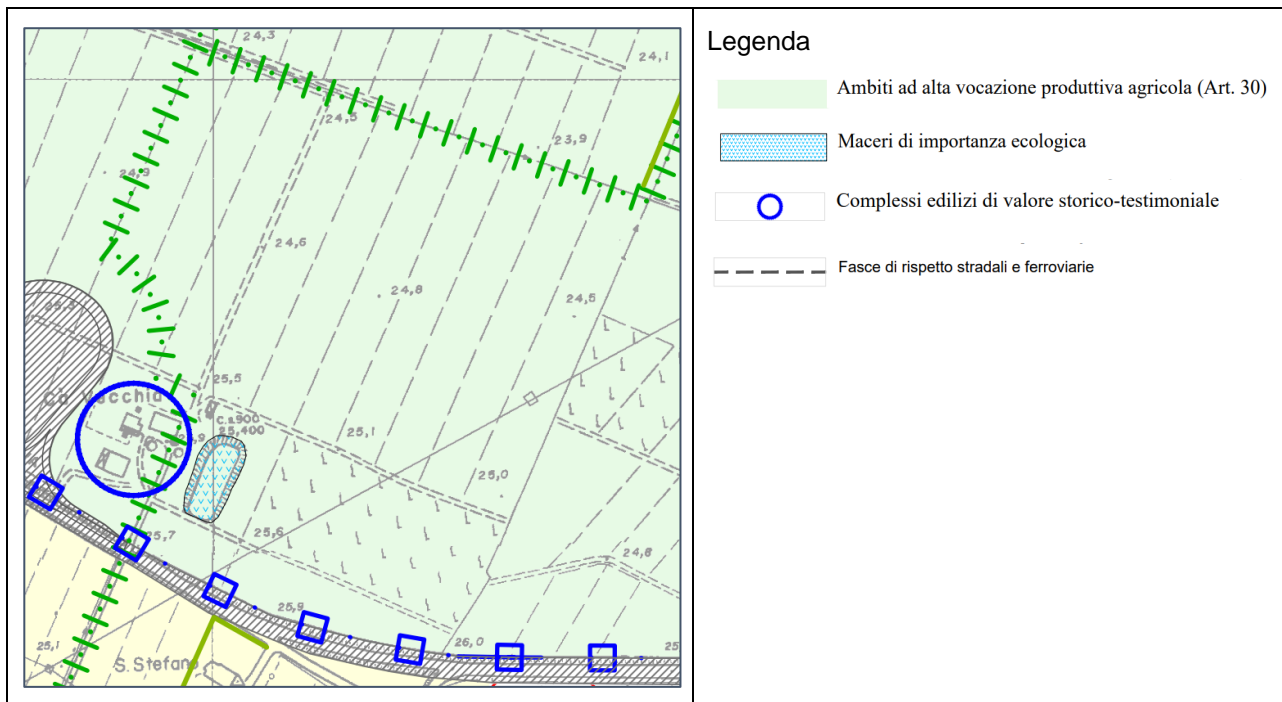 24,3
24,1
24,5
23,9
24,9
24,6
24,8
24,5
25,3
25,5
Cà Vecchia
C.a.900
25,400
25,1
25,0
25,6
24,8
25,7
25,9
26,0
25,1
S. Stefano
Legenda
Ambiti ad alta vocazione produttiva agricola (Art. 30)
Maceri di importanza ecologica
Complessi edilizi di valore storico-testimoniale
Fasce di rispetto stradali e ferroviarie